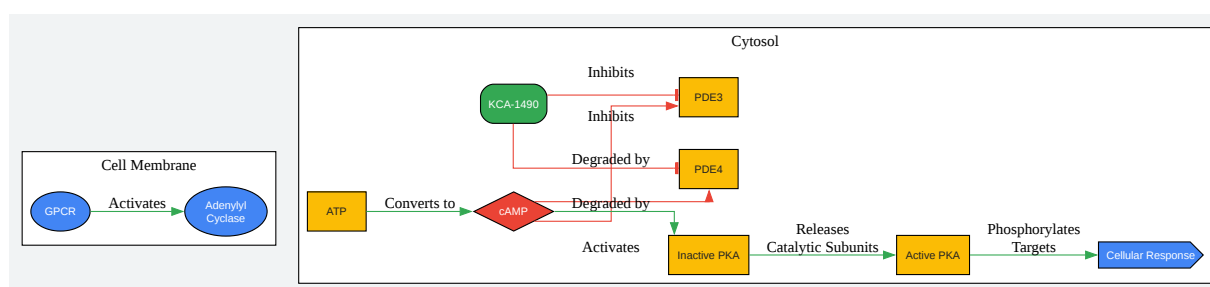 Cytosol
Inhibits
KCA-1490
PDE3
Inhibits
Cell Membrane
Degraded by
PDE4
GPCR
Activates
Adenylyl
Cyclase
ATP
Converts to
cAMP
Degraded by
Activates
Inactive PKA
Releases
Catalytic Subunits
Active PKA
Phosphorylates
Targets
Cellular Response